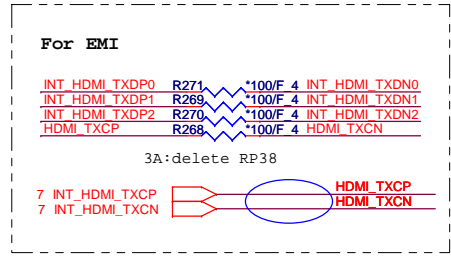 For EMI
INT_HDMI_TXDP0 R271 *100/F_4 INT_HDMI_TXDN0
INT_HDMI_TXDP1 R269 *100/F_4 INT_HDMI_TXDN1
INT_HDMI_TXDP2 R270 *100/F_4 INT_HDMI_TXDN2
HDMI_TXCP R268 *100/F_4 HDMI_TXCN
3A:delete RP38
7 INT_HDMI_TXCP HDMI_TXCP
7 INT_HDMI_TXCN HDMI_TXCN